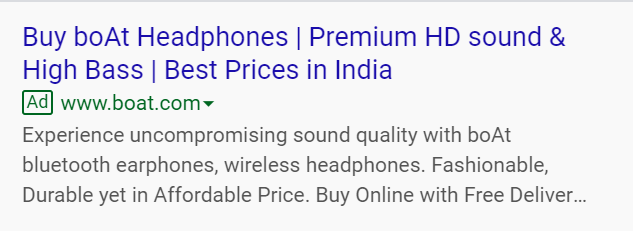 Buy boAt Headphones | Premium HD sound &
High Bass | Best Prices in India
Ad www.boat.com
Experience uncompromising sound quality with boAt
bluetooth earphones, wireless headphones. Fashionable,
Durable yet in Affordable Price. Buy Online with Free Deliver...